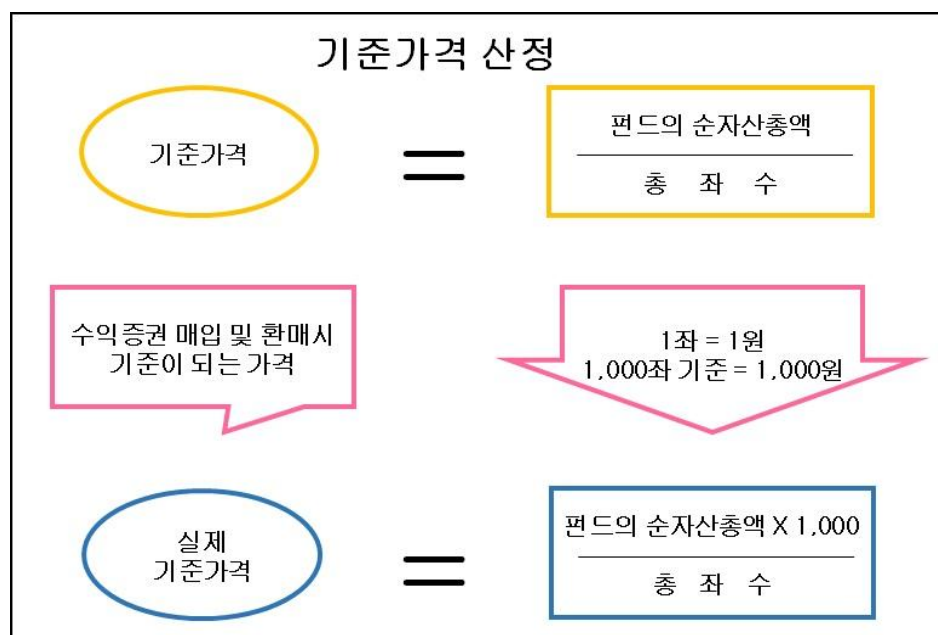 기준가격 산정
기준가격
=
펀드의 순자산총액
총 좌 수
수익증권 매입 및 환매시
기준이 되는 가격
1좌 = 1원
1,000좌 기준 = 1,000원
실제
기준가격
=
펀드의 순자산총액 X 1,000
총 좌 수